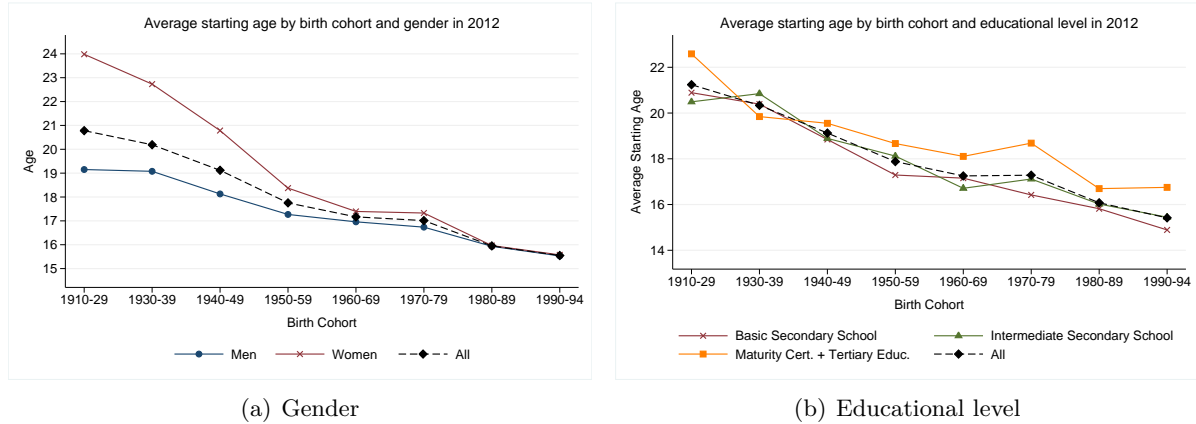 Average starting age by birth cohort and gender in 2012
24
23
22
21
20
19
18
17
16
15
Age
1910-29 1930-39 1940-49 1950-59 1960-69 1970-79 1980-89 1990-94
Birth Cohort
Men Women All
(a) Gender
Average starting age by birth cohort and educational level in 2012
22
20
18
16
14
Average Starting Age
1910-29 1930-39 1940-49 1950-59 1960-69 1970-79 1980-89 1990-94
Birth Cohort
Basic Secondary School Intermediate Secondary School
Maturity Cert. + Tertiary Educ. All
(b) Educational level